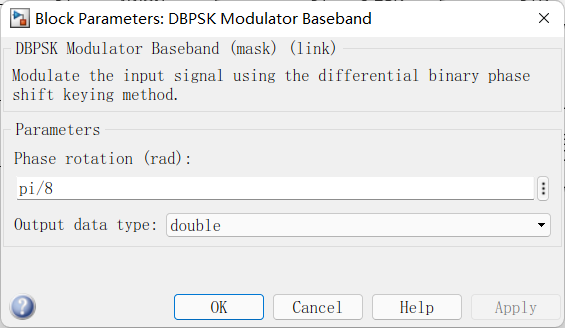 Block Parameters: DBPSK Modulator Baseband
DBPSK Modulator Baseband (mask) (link)
Modulate the input signal using the differential binary phase
shift keying method.
Parameters
Phase rotation (rad):
pi/8
Output data type: double
OK Cancel Help Apply